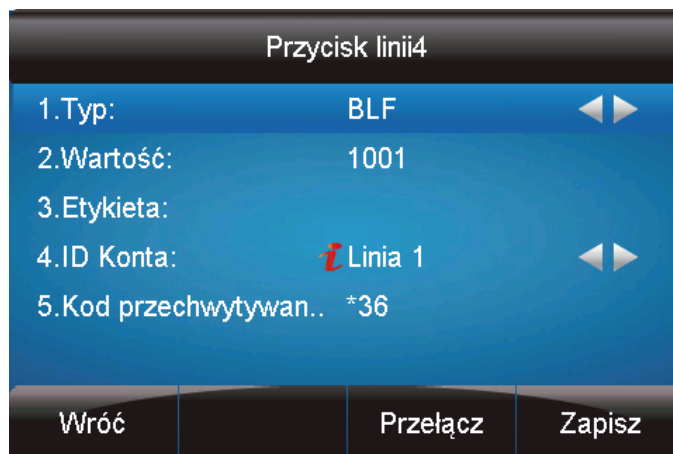 Przycisk linii4
1.Typ: BLF
2.Wartość: 1001
3.Etykieta:
4.ID Konta: i Linia 1
5.Kod przechwytywan.. *36
Wróć Przełącz Zapisz